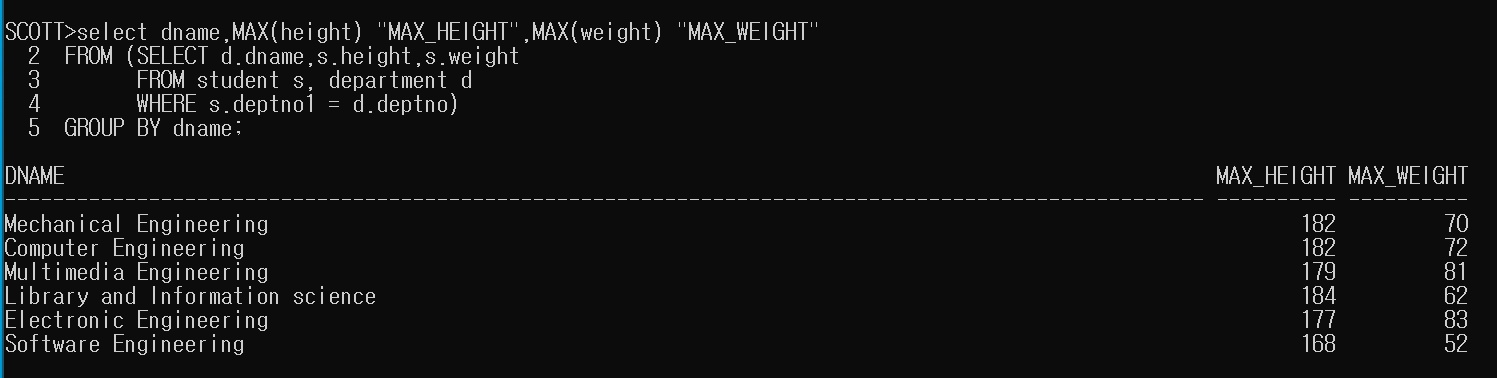 SCOTT>select dname,MAX(height) "MAX_HEIGHT",MAX(weight) "MAX_WEIGHT"
  2  FROM (SELECT d.dname,s.height,s.weight
  3        FROM student s, department d
  4        WHERE s.deptno1 = d.deptno)
  5  GROUP BY dname;
DNAME MAX_HEIGHT MAX_WEIGHT
---------------------------------------------------------------------------------------------------- ---------- ----------
Mechanical Engineering 182 70
Computer Engineering 182 72
Multimedia Engineering 179 81
Library and Information science 184 62
Electronic Engineering 177 83
Software Engineering 168 52